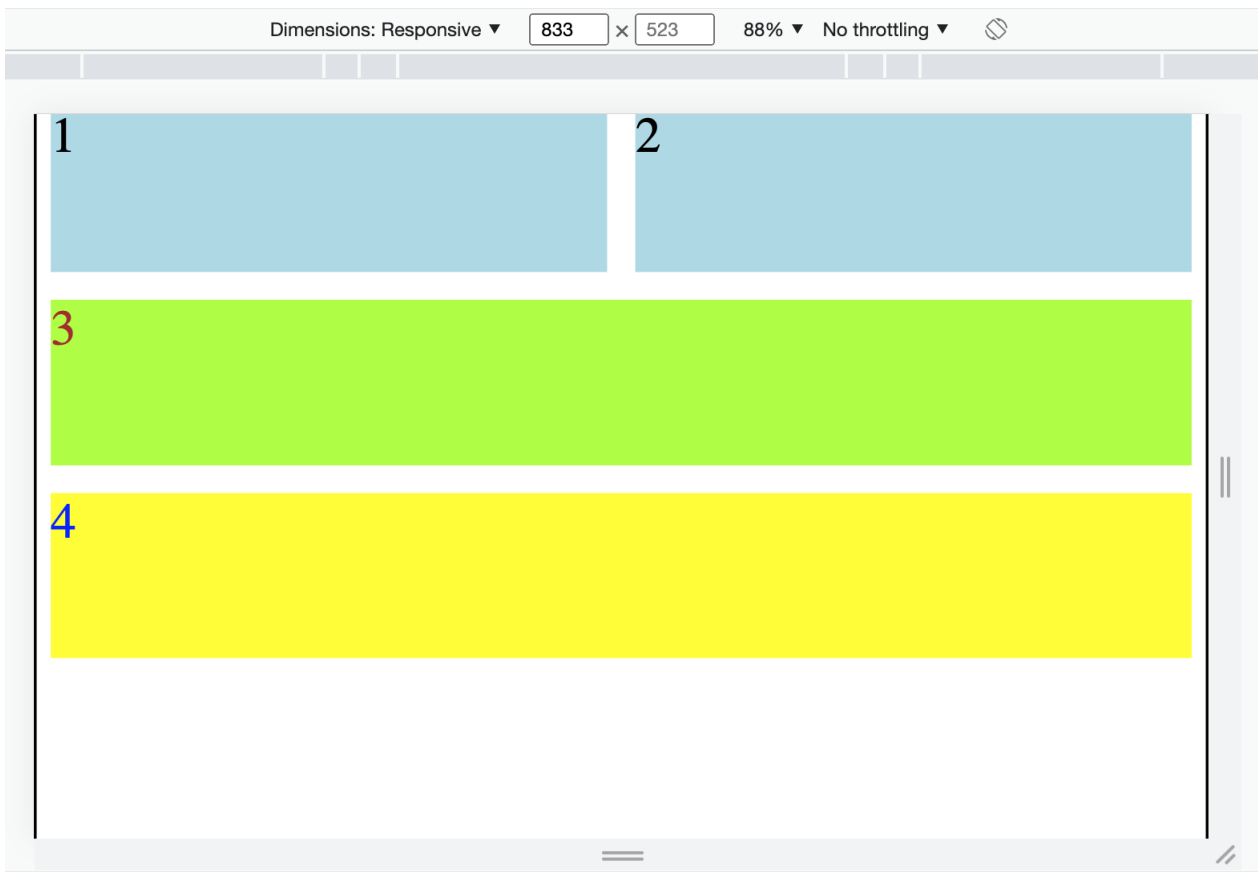 Dimensions: Responsive ▼ 833 × 523 88% ▼ No throttling ▼
1 2
3
4